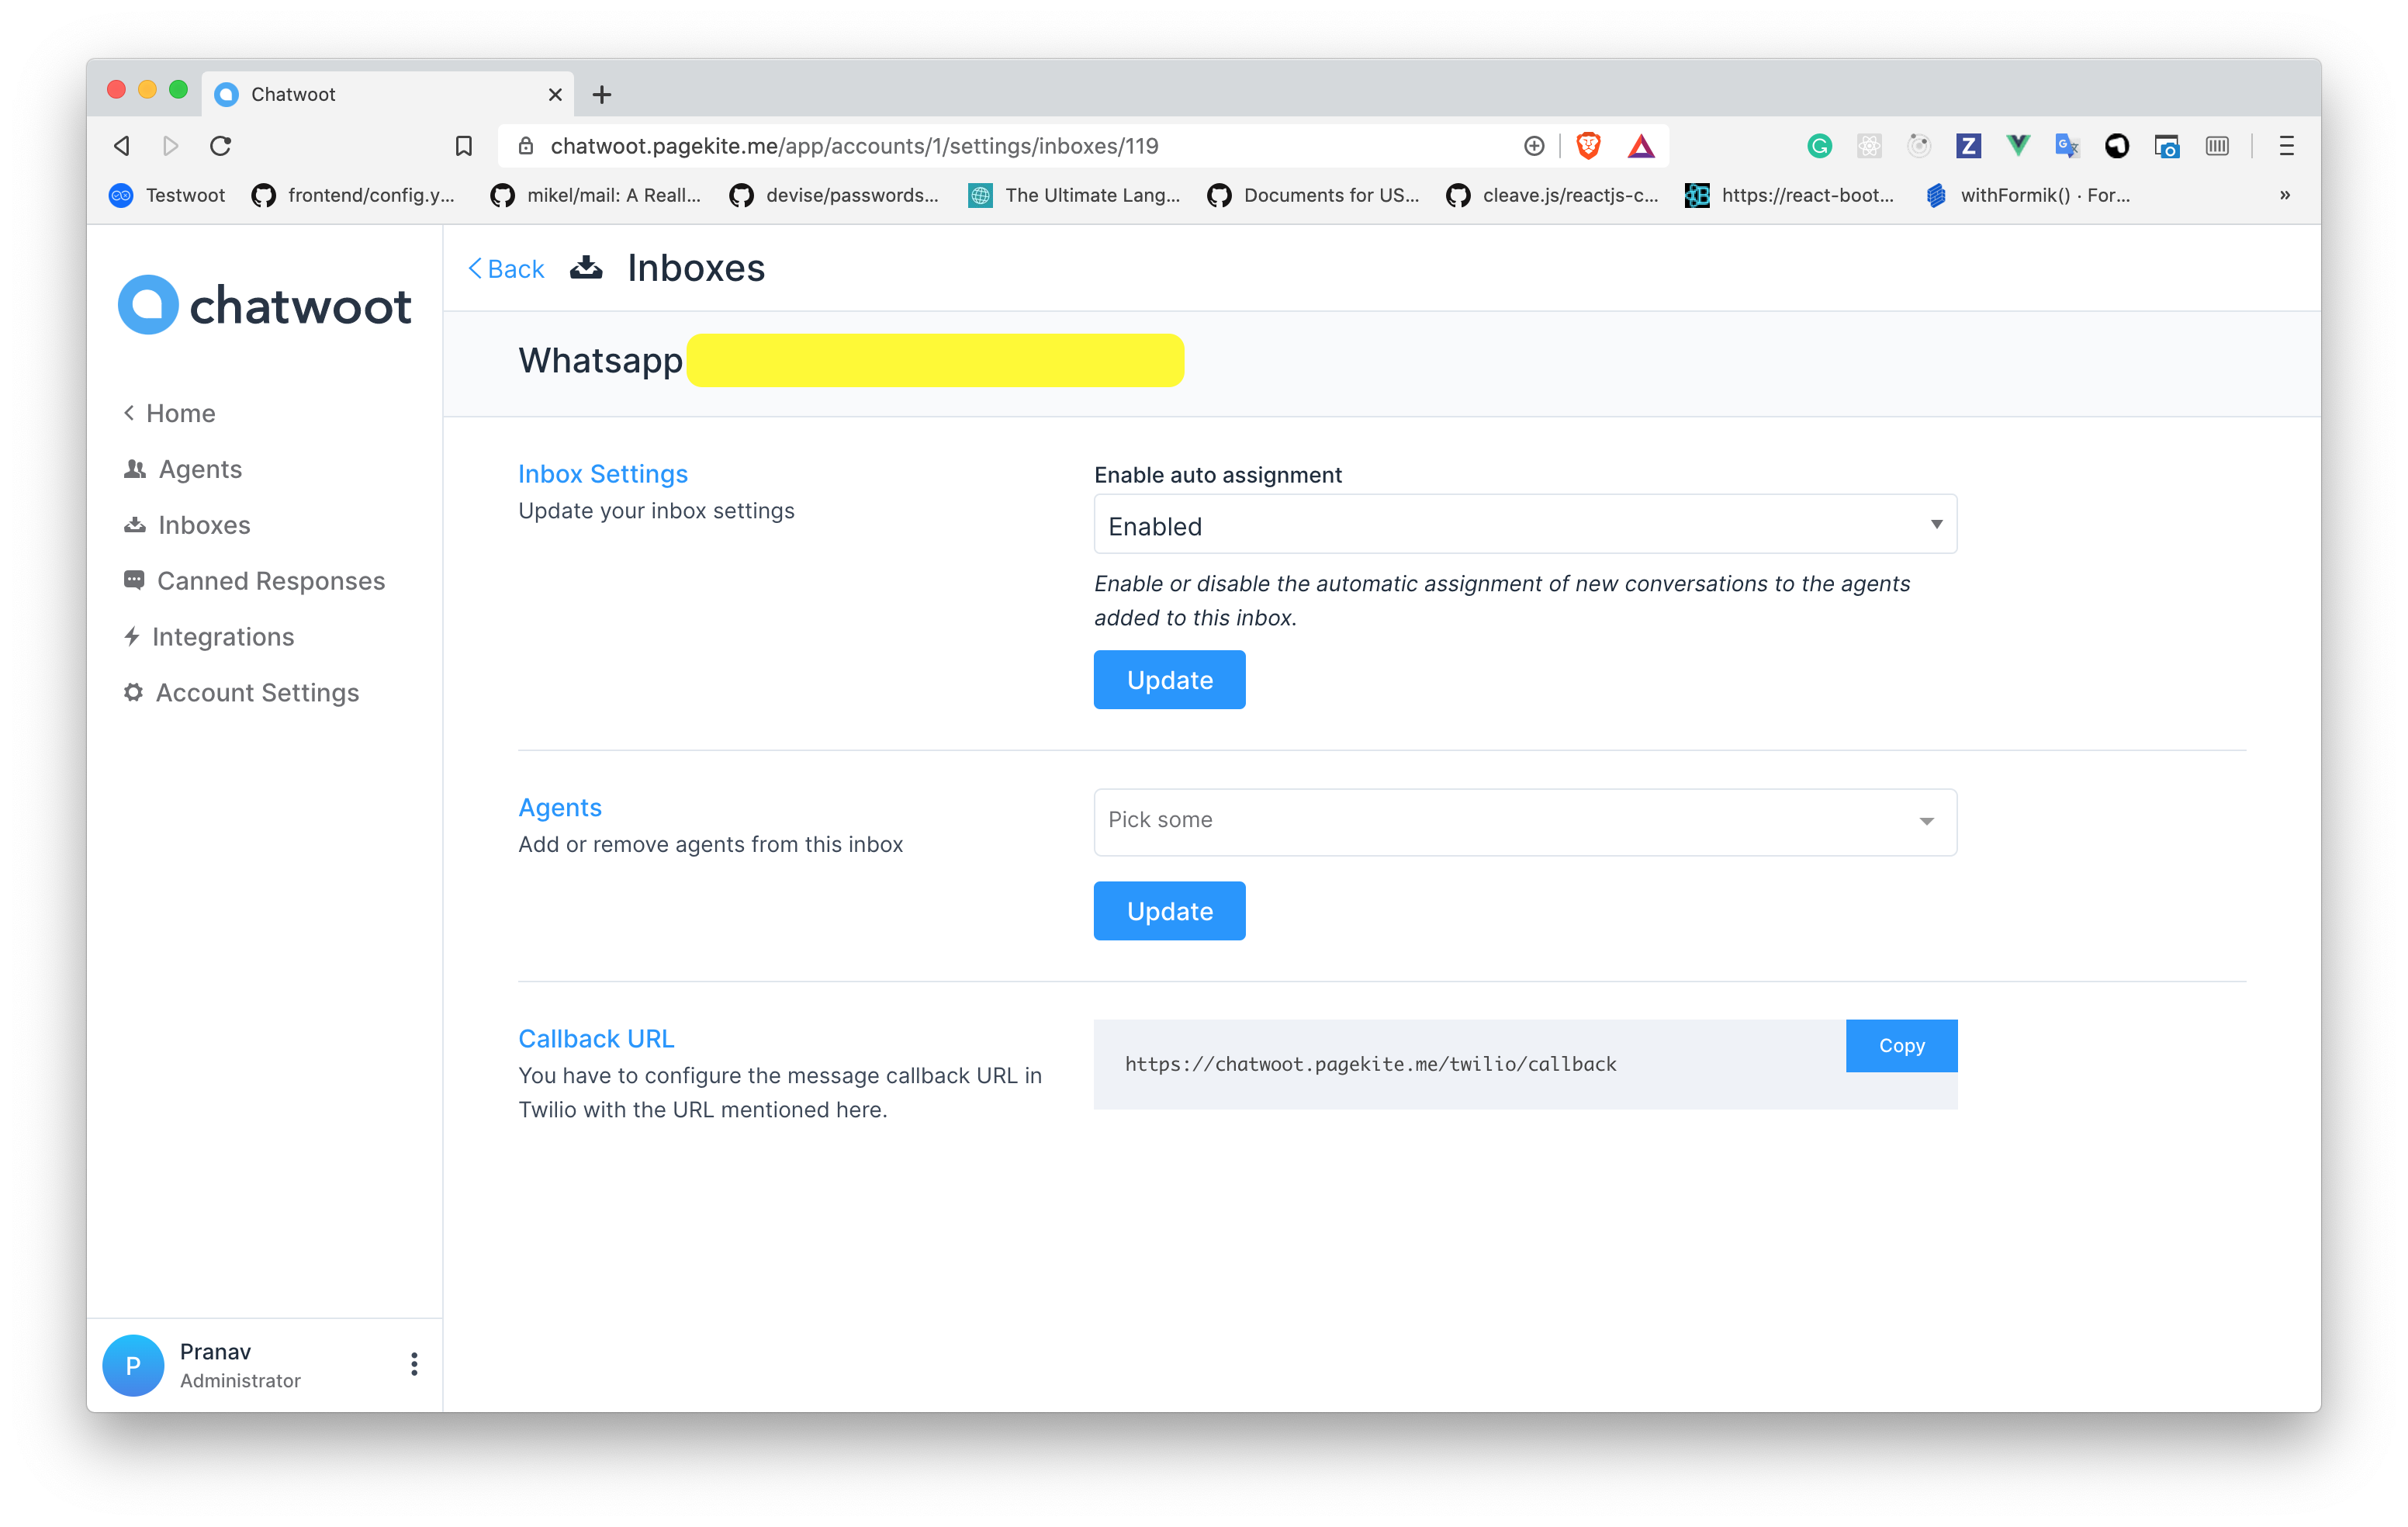 Chatwoot
chatwoot.pagekite.me/app/accounts/1/settings/inboxes/119
Testwoot
frontend/config.y...
mikel/mail: A Reall...
devise/passwords...
The Ultimate Lang...
Documents for US...
cleave.js/reactjs-c...
https://react-boot...
withFormik() · For...
»
chatwoot
Home
Agents
Inboxes
Canned Responses
Integrations
Account Settings
P
Pranav
Administrator
Back
Inboxes
Whatsapp
Inbox Settings
Update your inbox settings
Enable auto assignment
Enabled
Enable or disable the automatic assignment of new conversations to the agents
added to this inbox.
Update
Agents
Add or remove agents from this inbox
Pick some
Update
Callback URL
You have to configure the message callback URL in
Twilio with the URL mentioned here.
https://chatwoot.pagekite.me/twilio/callback
Copy